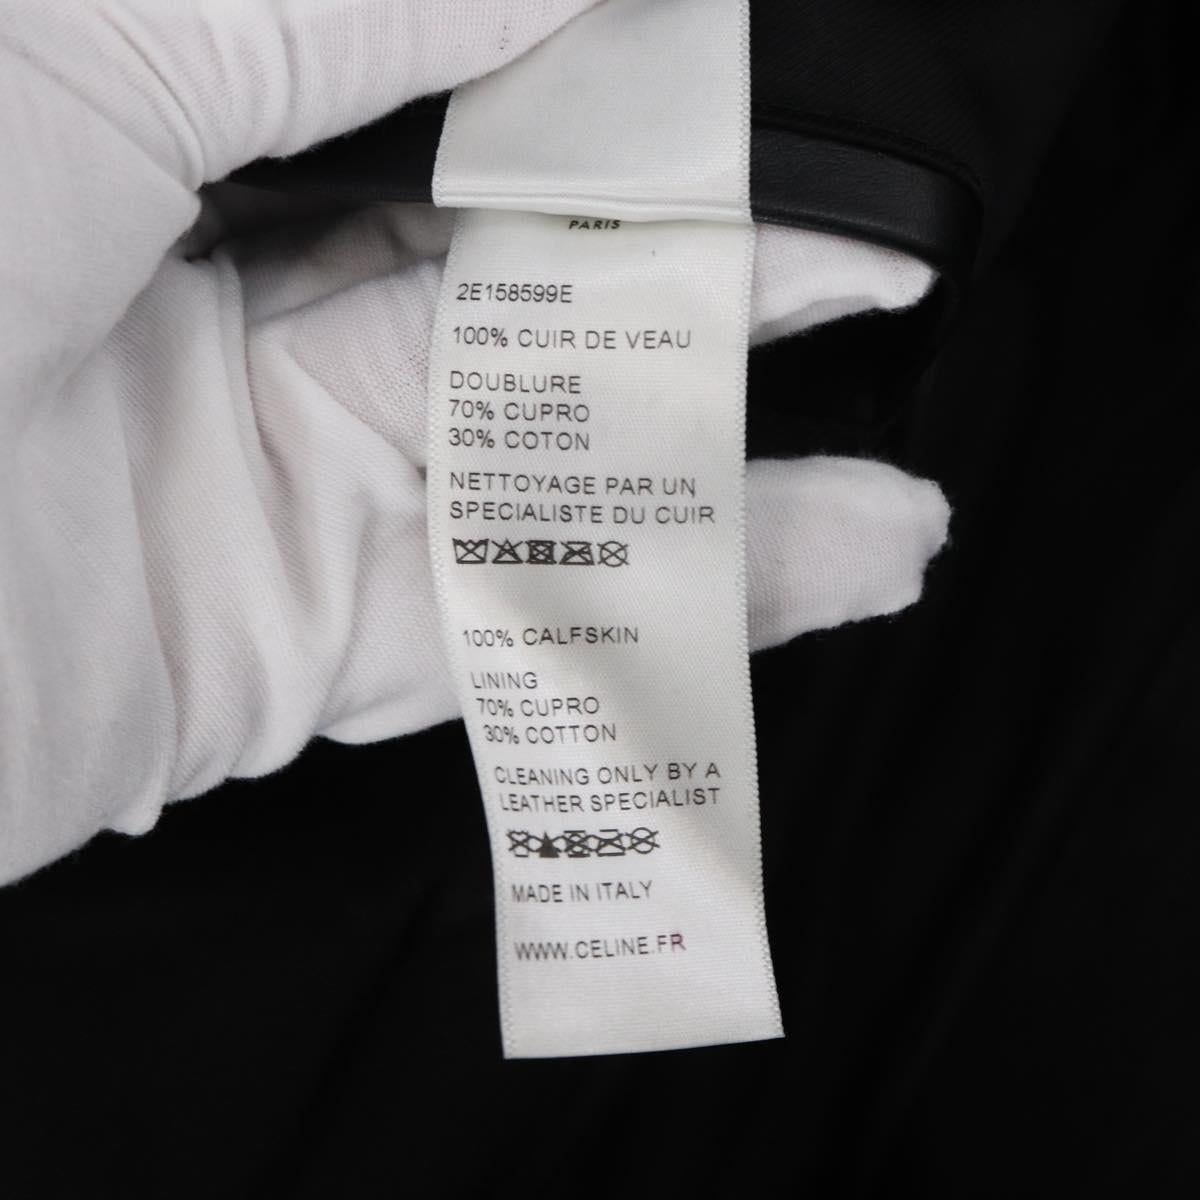 PARIS
2E158599E
100% CUIR DE VEAU
DOUBLURE
70% CUPRO
30% COTON
NETTOYAGE PAR UN
SPECIALISTE DU CUIR
100% CALFSKIN
LINING
70% CUPRO
30% COTTON
CLEANING ONLY BY A
LEATHER SPECIALIST
MADE IN ITALY
WWW.CELINE.FR